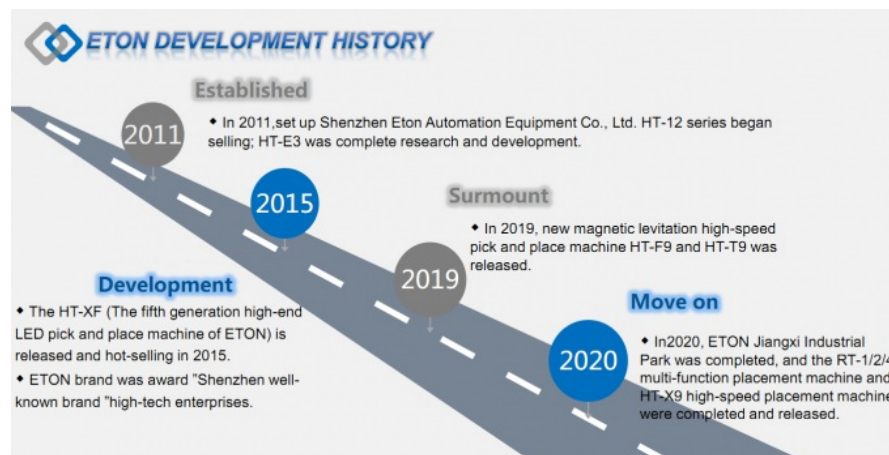 ETON DEVELOPMENT HISTORY
Established
2011
◆ In 2011,set up Shenzhen Eton Automation Equipment Co., Ltd. HT-12 series began
selling; HT-E3 was complete research and development.
2015
Development
◆ The HT-XF (The fifth generation high-end
LED pick and place machine of ETON) is
released and hot-selling in 2015.
◆ ETON brand was award "Shenzhen well-
known brand "high-tech enterprises.
Surmount
2019
◆ In 2019, new magnetic levitation high-speed
pick and place machine HT-F9 and HT-T9 was
released.
Move on
2020
◆ In2020, ETON Jiangxi Industrial
Park was completed, and the RT-1/2/4
multi-function placement machine and
HT-X9 high-speed placement machine
were completed and released.